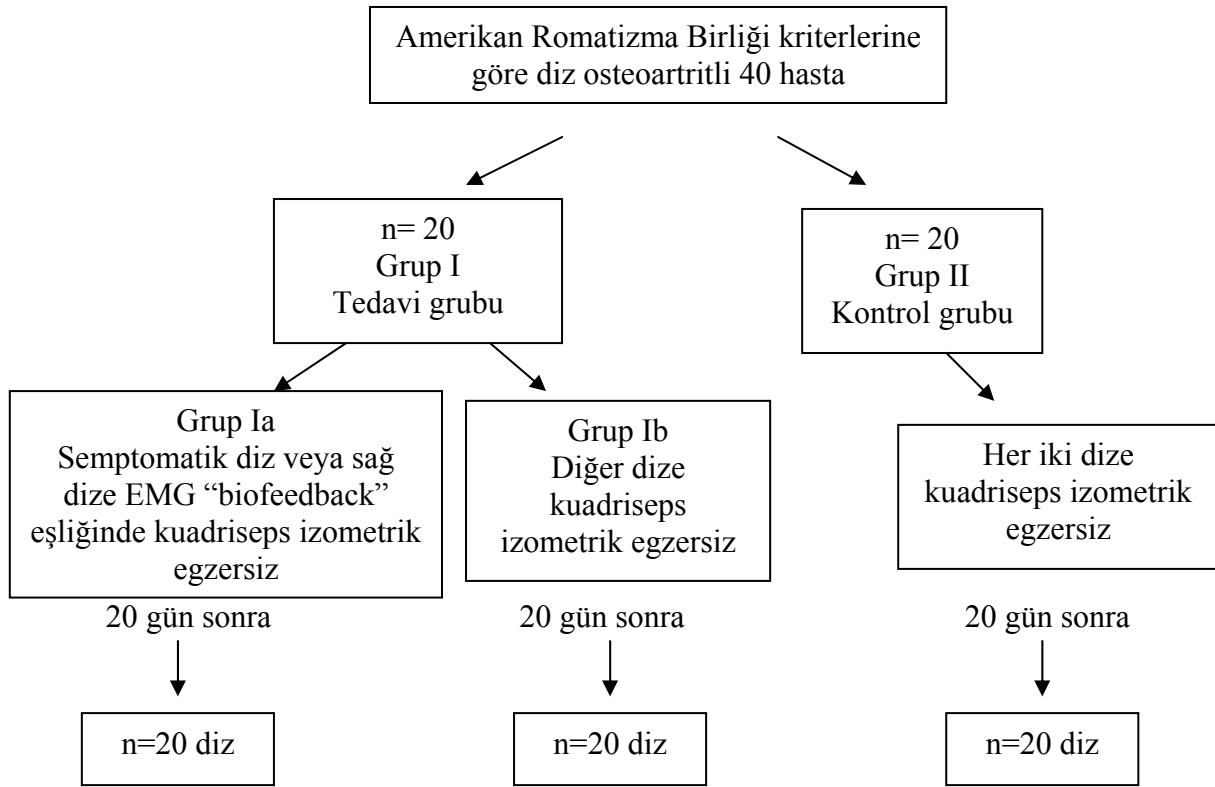 Amerikan Romatizma Birliği kriterlerine
göre diz osteoartritli 40 hasta
n= 20
Grup I
Tedavi grubu
n= 20
Grup II
Kontrol grubu
Grup Ia
Semptomatik diz veya sağ
dize EMG “biofeedback”
eşliğinde kuadriseps izometrik
egzersiz
Grup Ib
Diğer dize
kuadriseps
izometrik egzersiz
Her iki dize
kuadriseps izometrik
egzersiz
20 gün sonra
20 gün sonra
20 gün sonra
n=20 diz
n=20 diz
n=20 diz